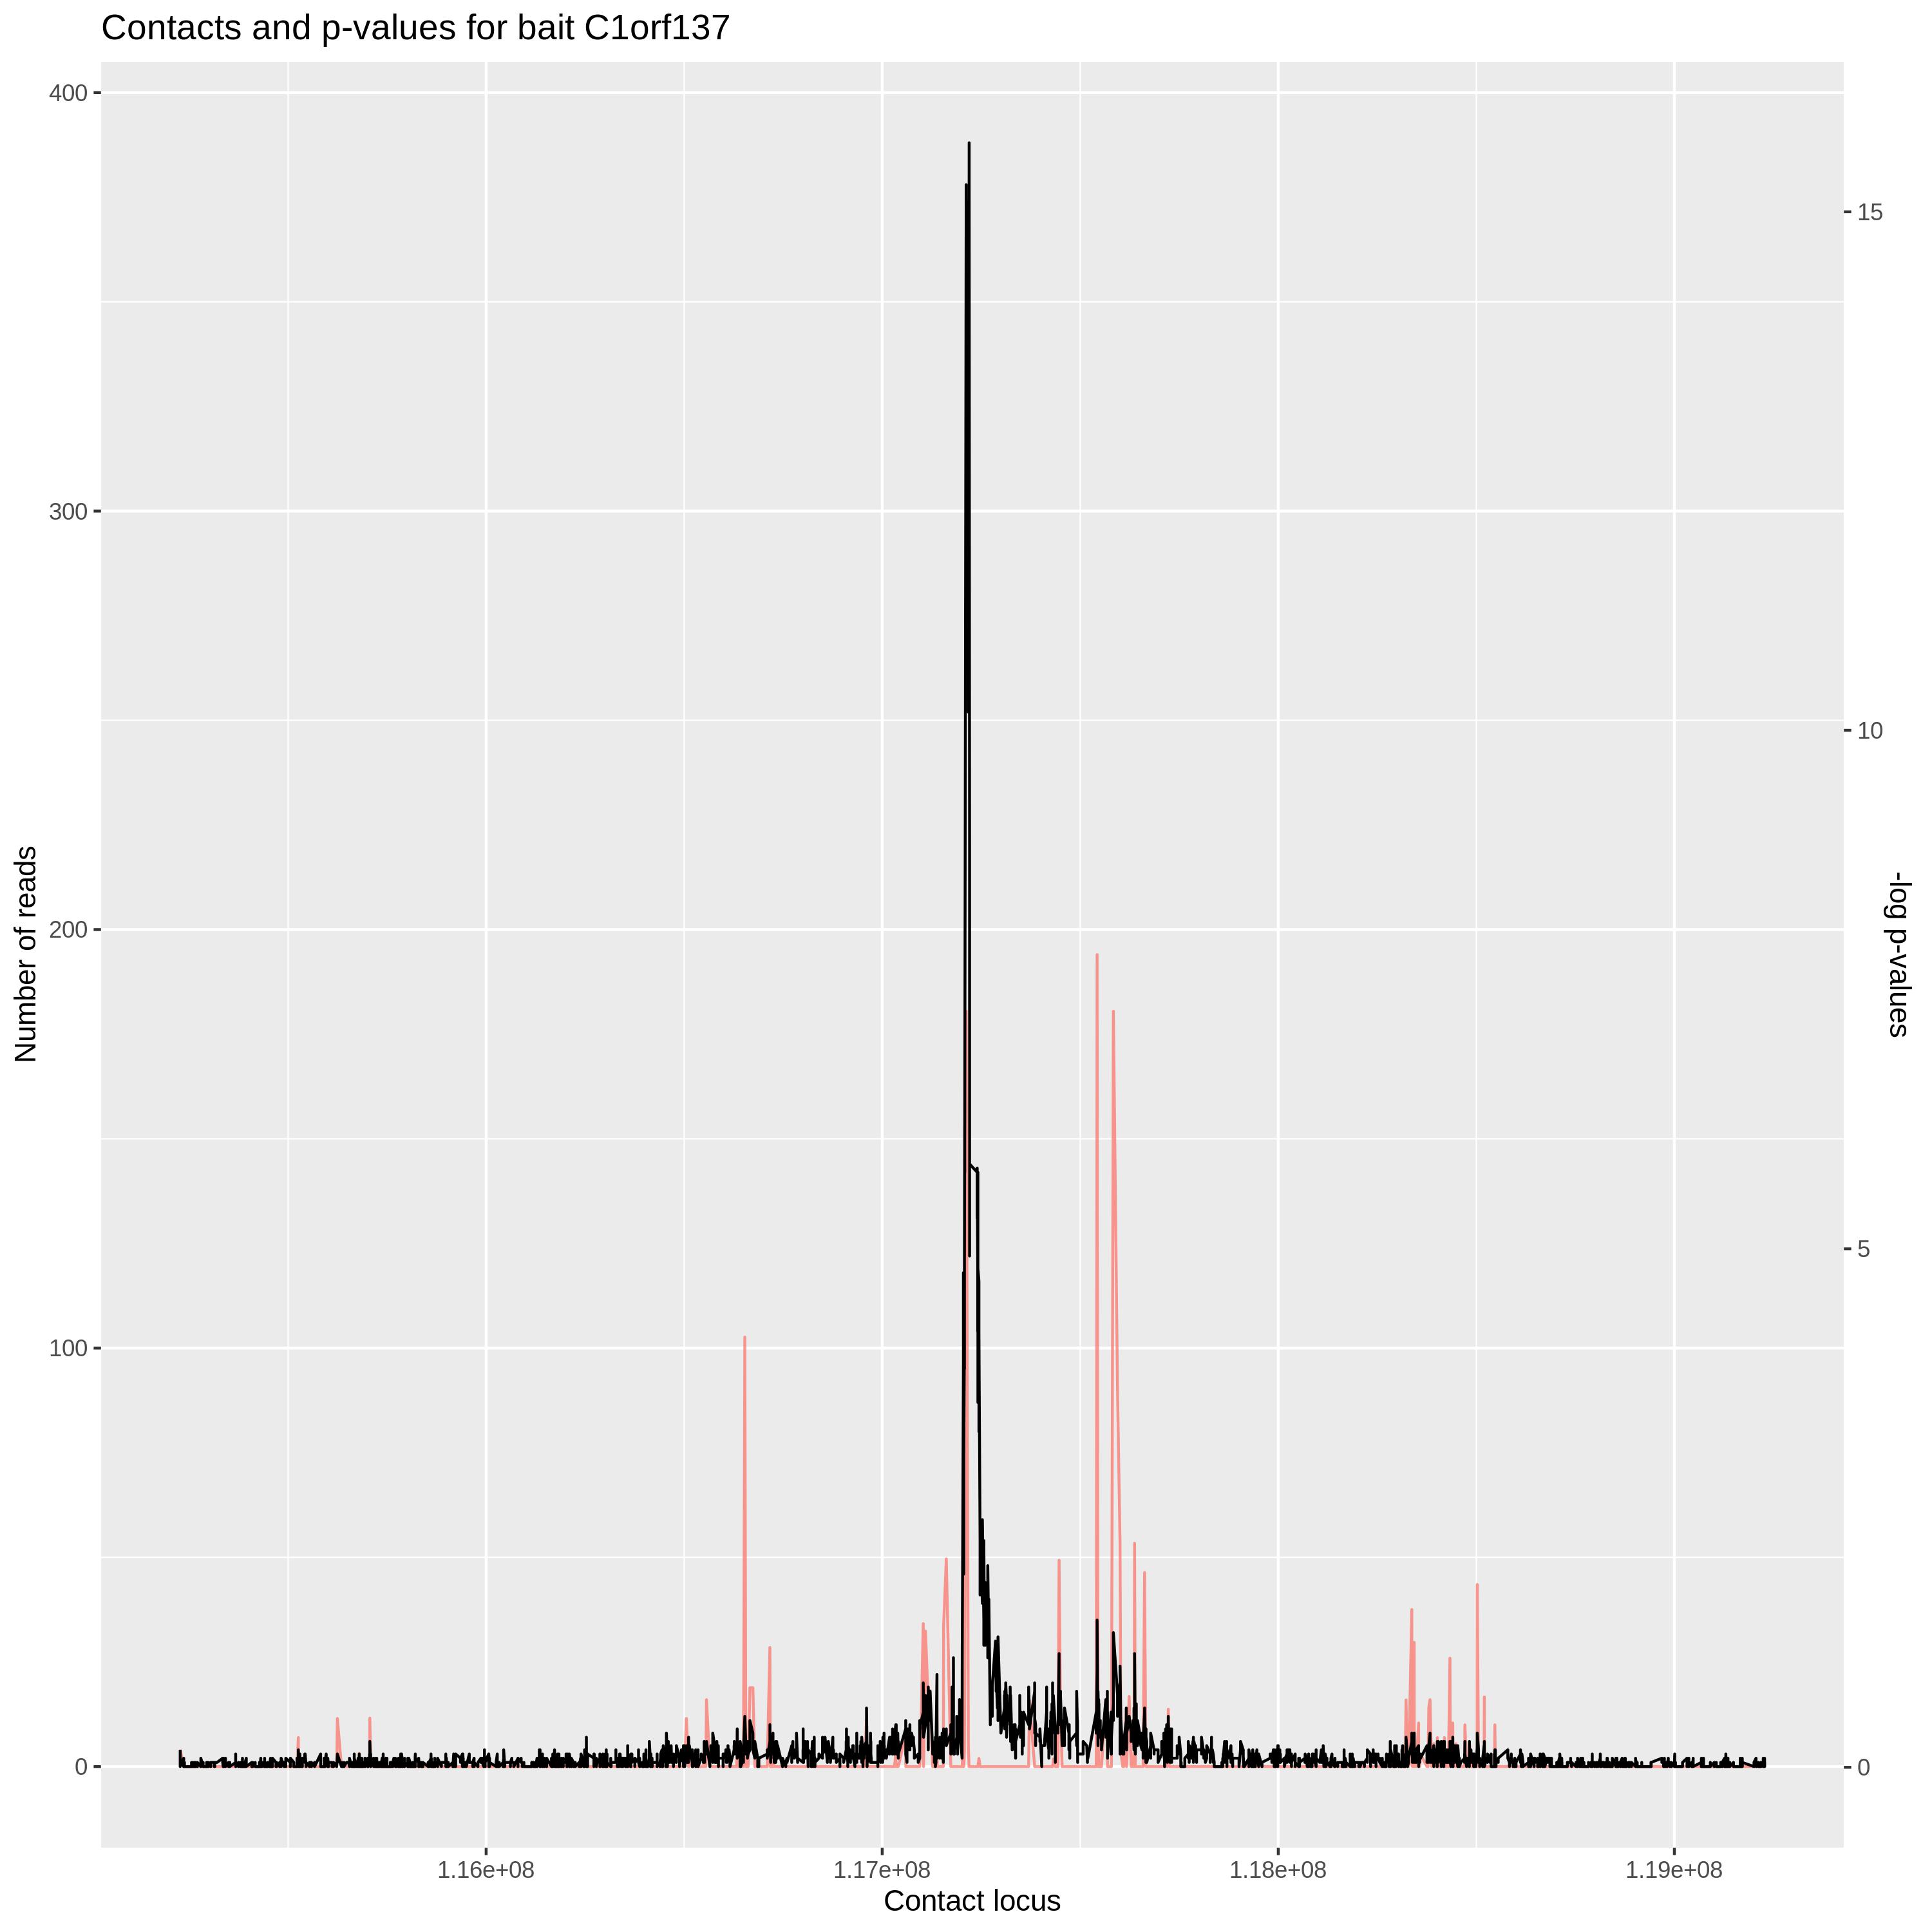 Contacts and p-values for bait C1orf137
400
300
200
100
0
Number of reads
15
10
5
0
-log p-values
1.16e+08
1.17e+08
1.18e+08
1.19e+08
Contact locus